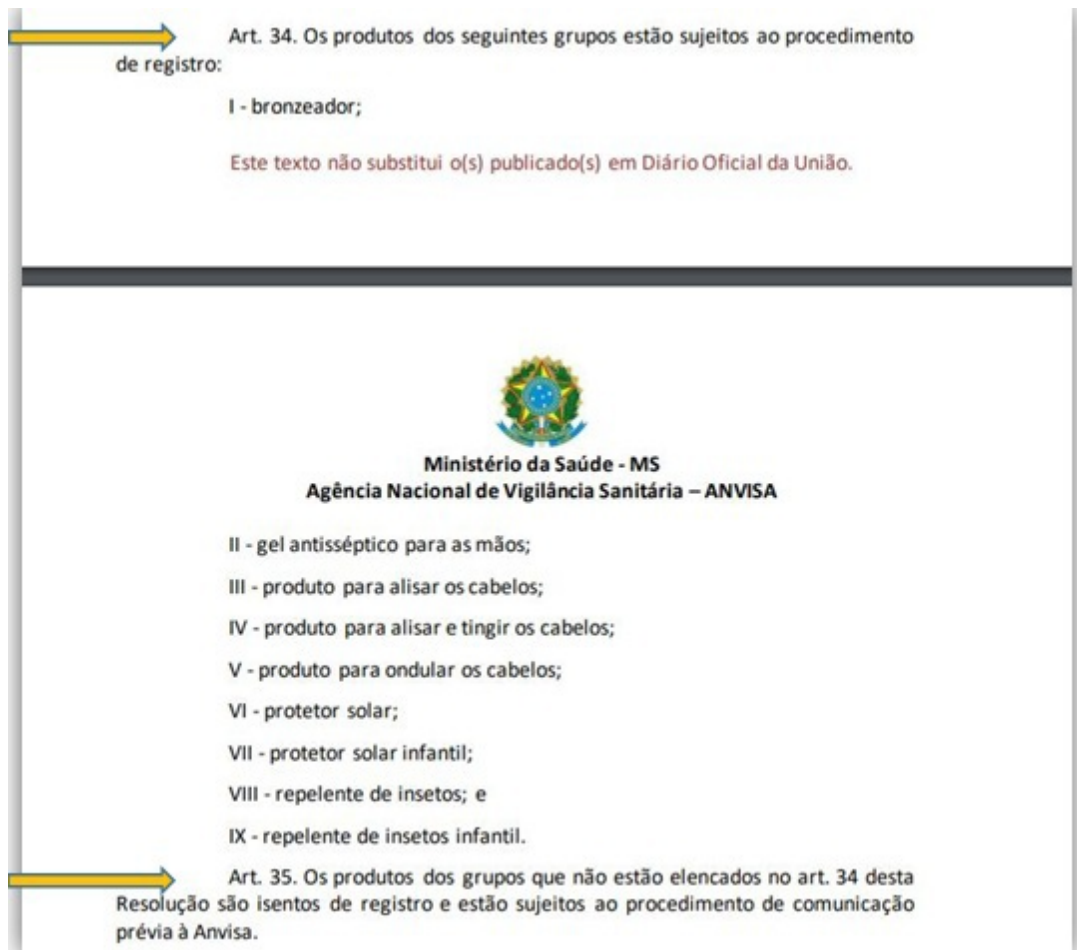 Art. 34. Os produtos dos seguintes grupos estão sujeitos ao procedimento
de registro:
I - bronzeador;
Este texto não substitui o(s) publicado(s) em Diário Oficial da União.
Ministério da Saúde - MS
Agência Nacional de Vigilância Sanitária – ANVISA
II - gel antisséptico para as mãos;
III - produto para alisar os cabelos;
IV - produto para alisar e tingir os cabelos;
V - produto para ondular os cabelos;
VI - protetor solar;
VII - protetor solar infantil;
VIII - repelente de insetos; e
IX - repelente de insetos infantil.
Art. 35. Os produtos dos grupos que não estão elencados no art. 34 desta
Resolução são isentos de registro e estão sujeitos ao procedimento de comunicação
prévia à Anvisa.